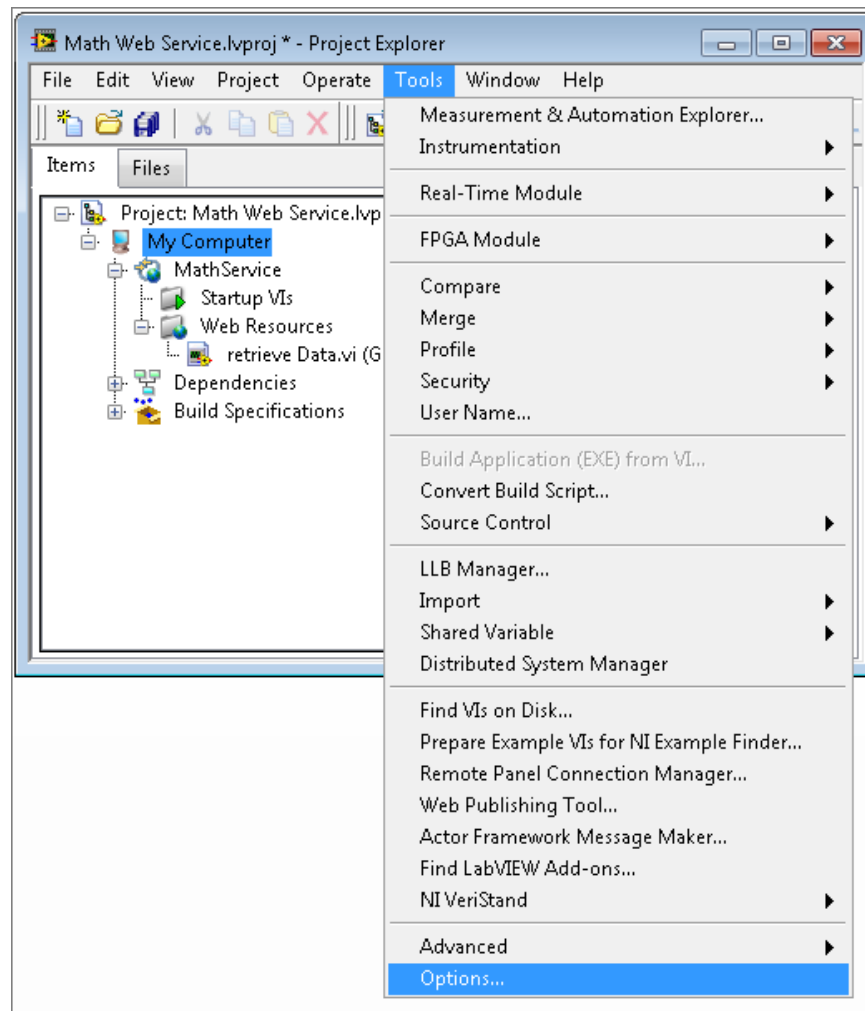 Math Web Service.lvproj * - Project Explorer
File Edit View Project Operate Tools Window Help
Items Files
Project: Math Web Service.lvp
My Computer
MathService
Startup VIs
Web Resources
retrieve Data.vi (G
Dependencies
Build Specifications
Measurement & Automation Explorer...
Instrumentation
Real-Time Module
FPGA Module
Compare
Merge
Profile
Security
User Name...
Build Application (EXE) from VI...
Convert Build Script...
Source Control
LLB Manager...
Import
Shared Variable
Distributed System Manager
Find VIs on Disk...
Prepare Example VIs for NI Example Finder...
Remote Panel Connection Manager...
Web Publishing Tool...
Actor Framework Message Maker...
Find LabVIEW Add-ons...
NI VeriStand
Advanced
Options...